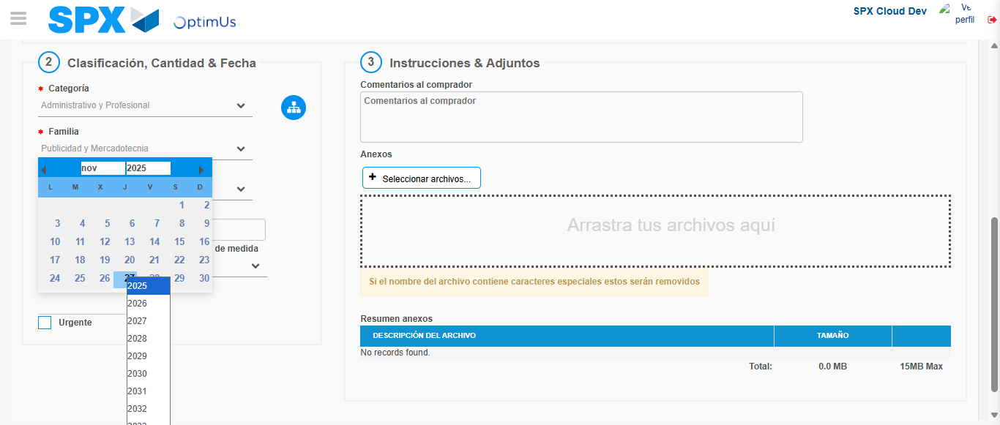 SPX
OptimUs
SPX Cloud Dev
Ve
perfil
2 Clasificación, Cantidad & Fecha
* Categoría
Administrativo y Profesional
* Familia
Publicidad y Mercadotecnia
nov 2025
L M X J V S D
1 2
3 4 5 6 7 8 9
10 11 12 13 14 15 16
17 18 19 20 21 22 23
24 25 26 27 28 29 30
de medida
2025
2026
2027
2028
2029
2030
2031
2032
Urgente
3 Instrucciones & Adjuntos
Comentarios al comprador
Comentarios al comprador
Anexos
+ Seleccionar archivos...
Arrastra tus archivos aquí
Si el nombre del archivo contiene caracteres especiales estos serán removidos
Resumen anexos
DESCRIPCIÓN DEL ARCHIVO TAMAÑO
No records found.
Total: 0.0 MB 15MB Max